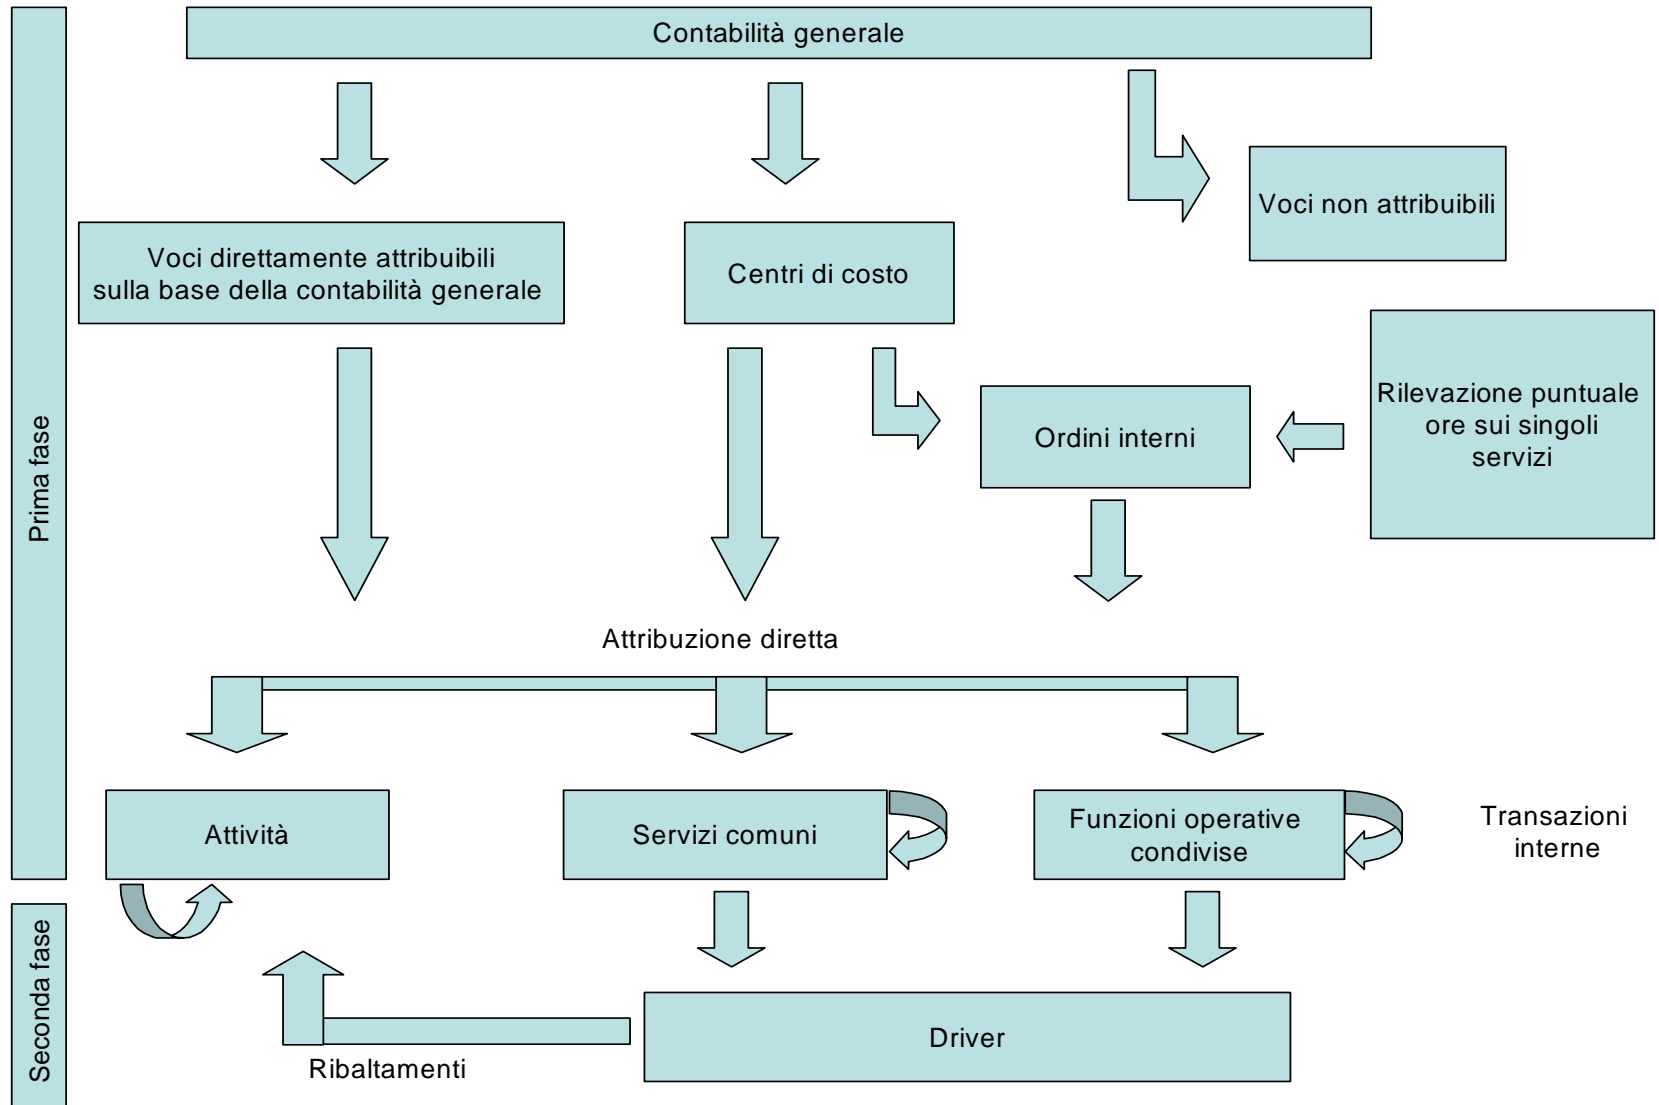 Contabilità generale
Prima fase
Voci non attribuibili
Voci direttamente attribuibili
sulla base della contabilità generale
Centri di costo
Rilevazione puntuale
ore sui singoli
servizi
Ordini interni
Attribuzione diretta
Attività
Servizi comuni
Funzioni operative
condivise
Transazioni
interne
Seconda fase
Driver
Ribaltamenti